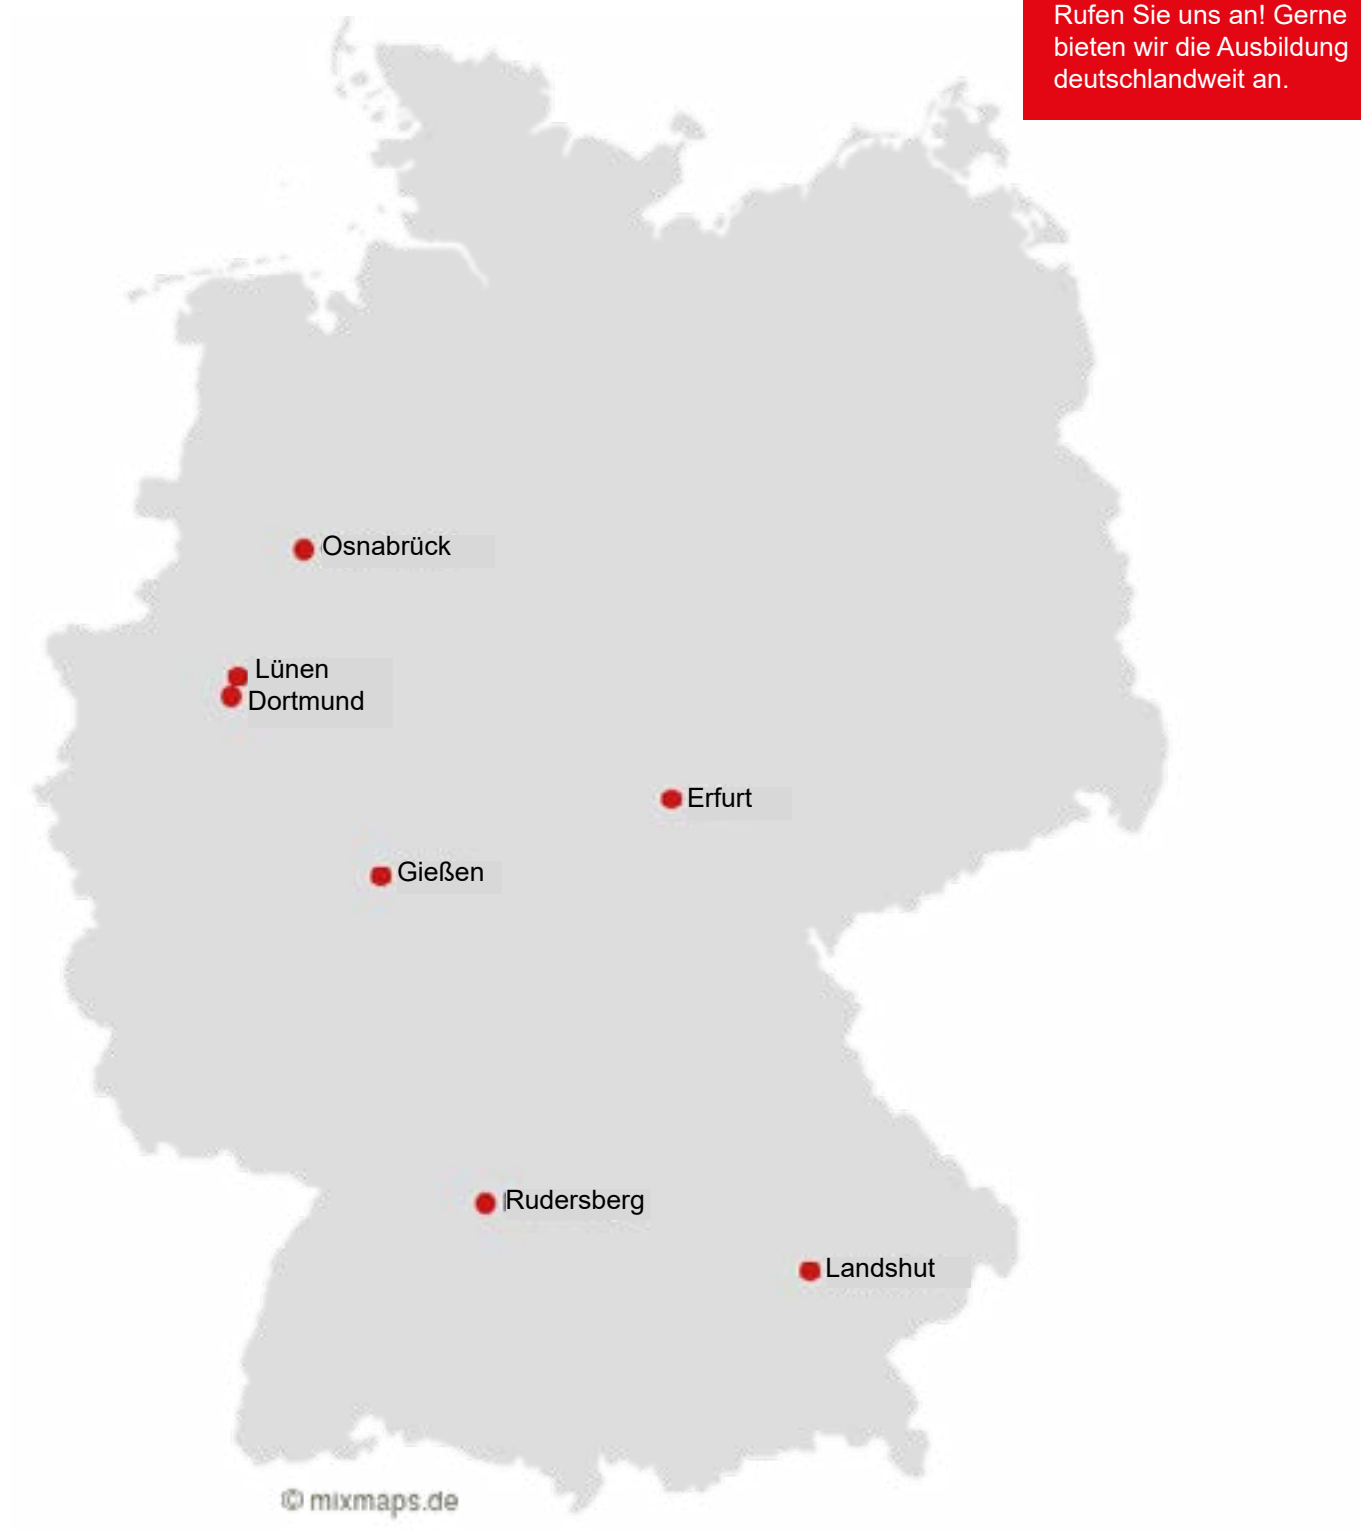 Rufen Sie uns an! Gerne
bieten wir die Ausbildung
deutschlandweit an.
Osnabrück
Lünen
Dortmund
Erfurt
Gießen
Rudersberg
Landshut
© mixmaps.de